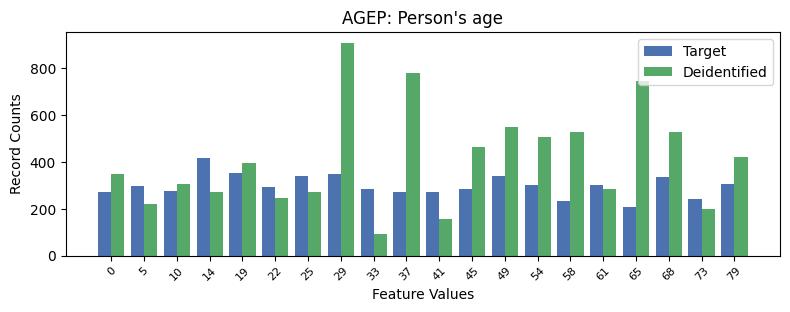 AGEP: Person's age
Target
Deidentified
Record Counts
800
600
400
200
0
0 5 10 14 19 22 25 29 33 37 41 45 49 54 58 61 65 68 73 79
Feature Values